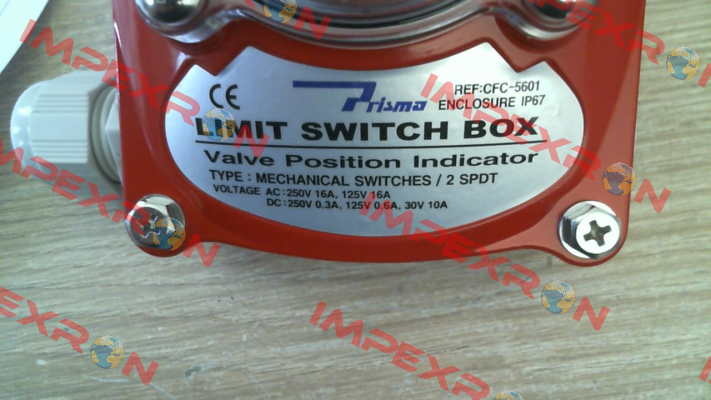 CE
Prisma
REF:CFC-5601
ENCLOSURE IP67
LIMIT SWITCH BOX
Valve Position Indicator
TYPE : MECHANICAL SWITCHES / 2 SPDT
VOLTAGE AC:250V 16A, 125V 16A
DC:250V 0.3A, 125V 0.6A, 30V 10A
IMPEXRON
IMPEXRON
IMPEXRON
IMPEXRON
IMPEXRON